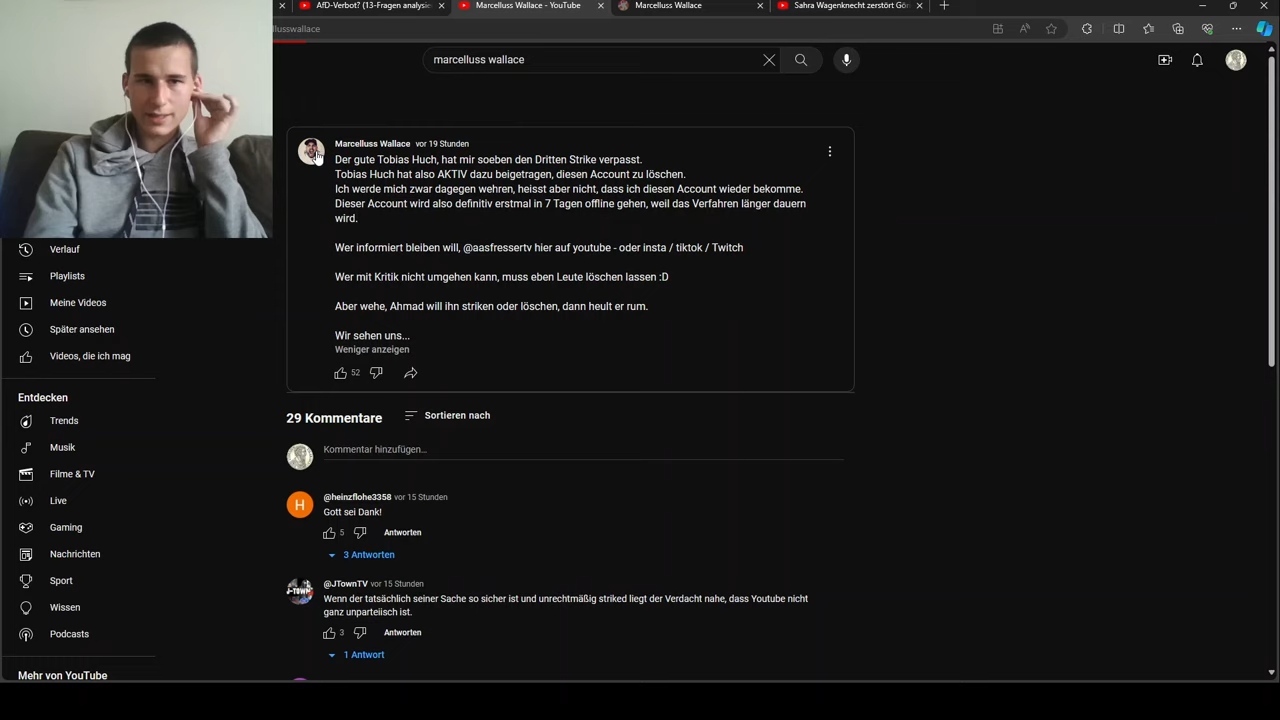 AfD-Verbot? (13-Fragen analysie
Marcelluss Wallace - YouTube
Marcelluss Wallace
Sahra Wagenknecht zerstört Gör
llusswallace
marcelluss wallace
Marcelluss Wallace vor 19 Stunden
Der gute Tobias Huch, hat mir soeben den Dritten Strike verpasst.
Tobias Huch hat also AKTIV dazu beigetragen, diesen Account zu löschen.
Ich werde mich zwar dagegen wehren, heisst aber nicht, dass ich diesen Account wieder bekomme.
Dieser Account wird also definitiv erstmal in 7 Tagen offline gehen, weil das Verfahren länger dauern
wird.
Wer informiert bleiben will, @aasfressertv hier auf youtube - oder insta / tiktok / Twitch
Wer mit Kritik nicht umgehen kann, muss eben Leute löschen lassen :D
Aber wehe, Ahmad will ihn striken oder löschen, dann heult er rum.
Wir sehen uns...
Weniger anzeigen
52
29 Kommentare
Sortieren nach
Kommentar hinzufügen...
H
@heinzflohe3358 vor 15 Stunden
Gott sei Dank!
5 Antworten
3 Antworten
J-TOWN
@JTownTV vor 15 Stunden
Wenn der tatsächlich seiner Sache so sicher ist und unrechtmäßig striked liegt der Verdacht nahe, dass Youtube nicht
ganz unparteiisch ist.
3 Antworten
1 Antwort
Verlauf
Playlists
Meine Videos
Später ansehen
Videos, die ich mag
Entdecken
Trends
Musik
Filme & TV
Live
Gaming
Nachrichten
Sport
Wissen
Podcasts
Mehr von YouTube